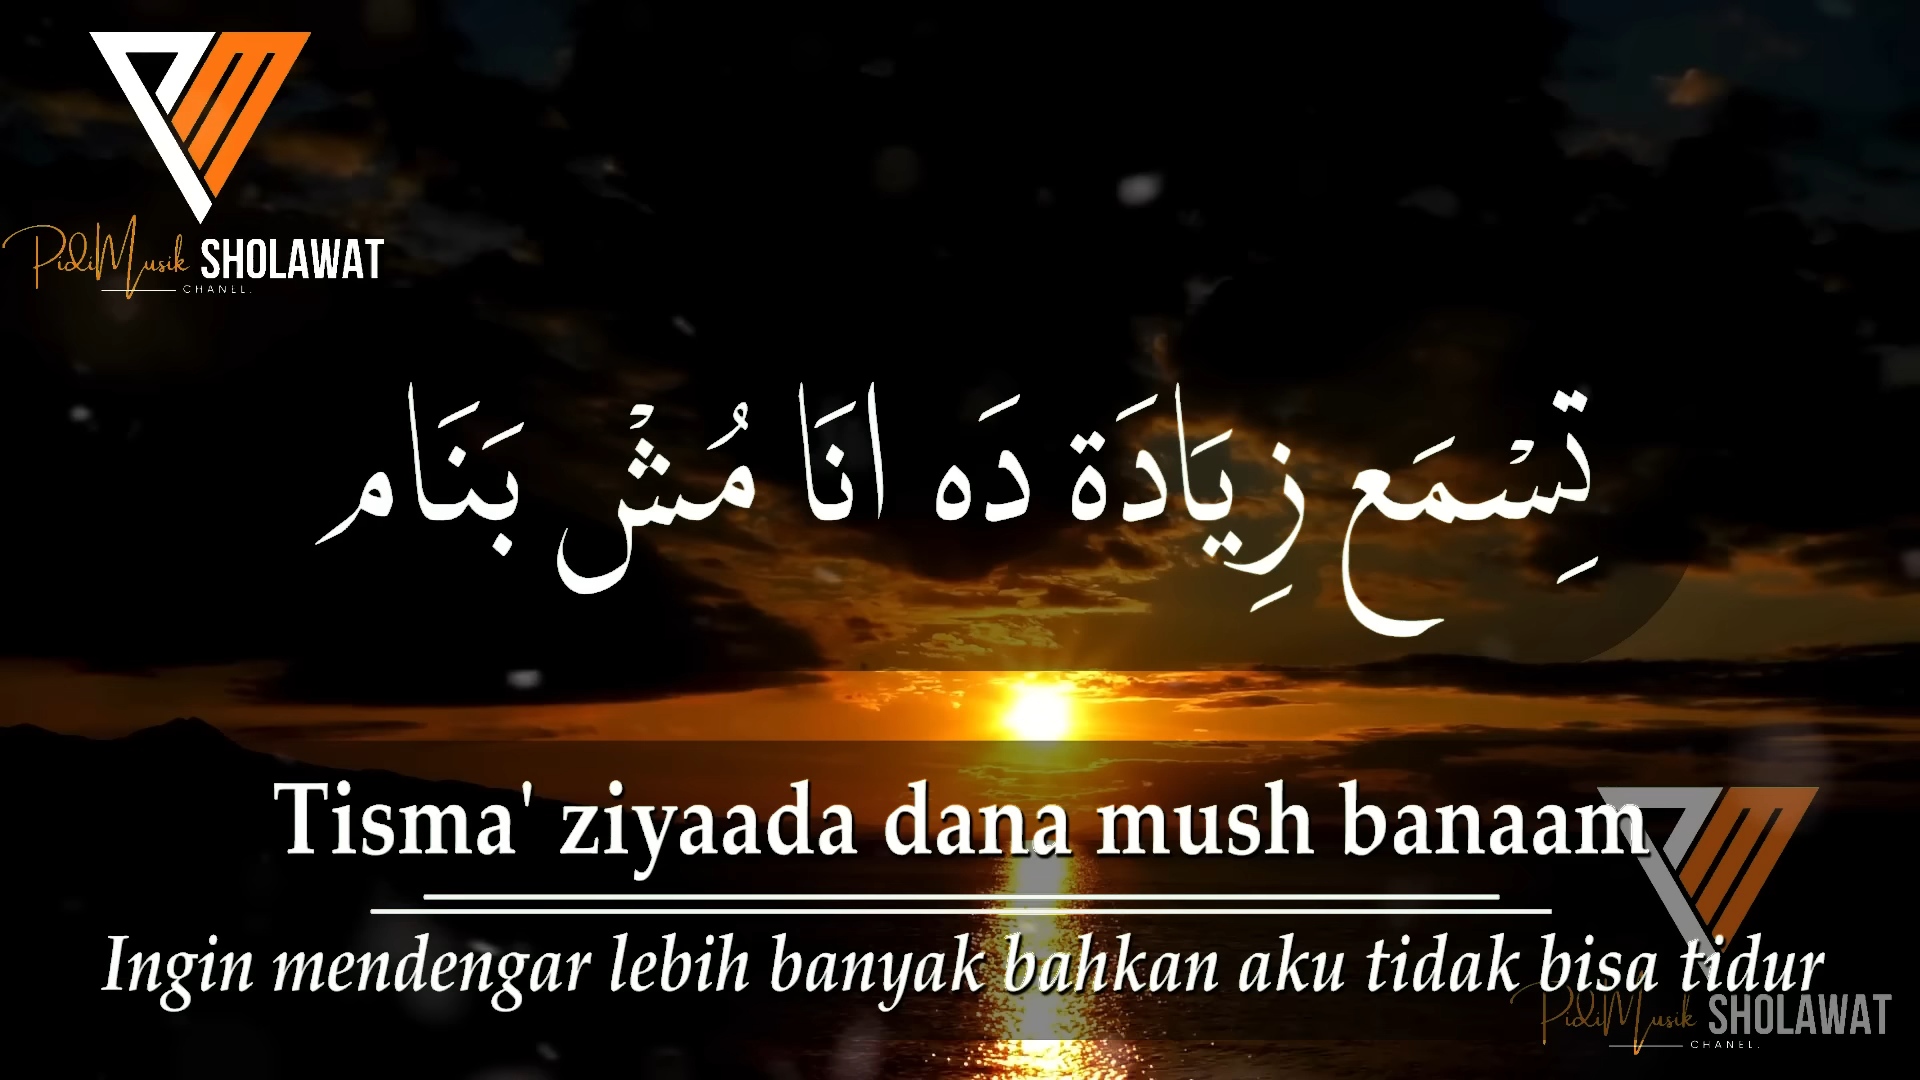 PidiMusik SHOLAWAT
CHANEL.
تِسْمَع زِيَادَة دَه انَا مُشْ بَنَام
Tisma' ziyaada dana mush banaam
Ingin mendengar lebih banyak bahkan aku tidak bisa tidur
PidiMusik SHOLAWAT
CHANEL.